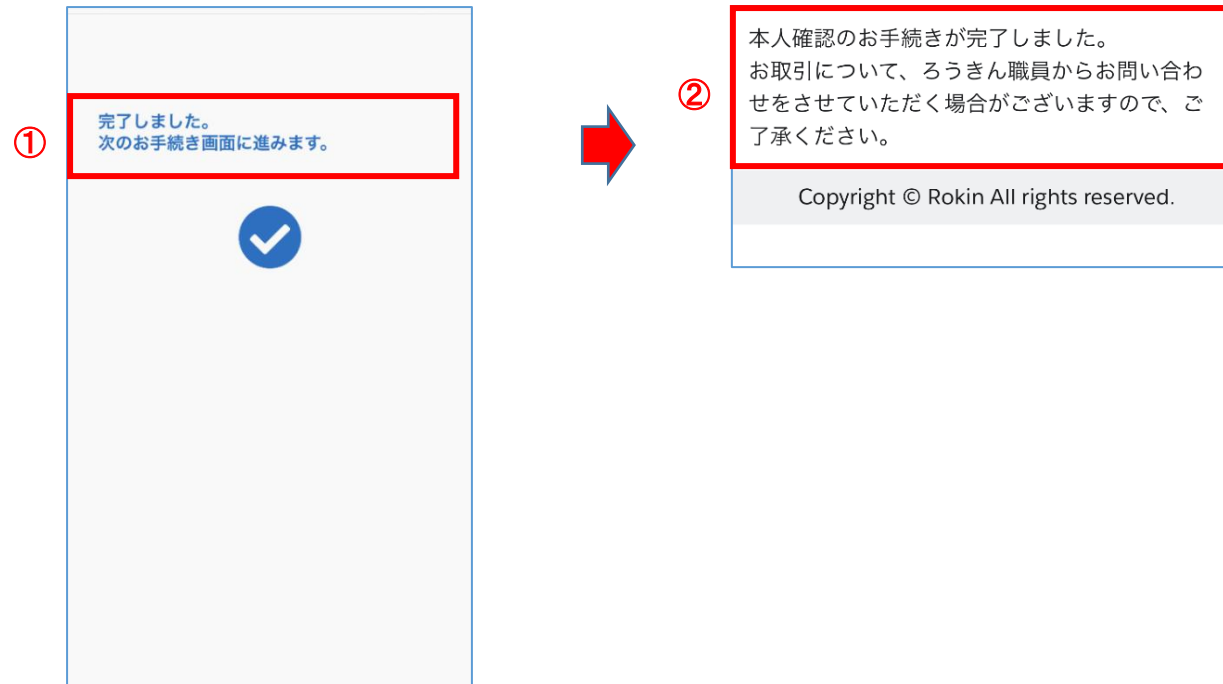 ①
完了しました。
次のお手続き画面に進みます。
②
本人確認のお手続きが完了しました。
お取引について、ろうきん職員からお問い合わ
せをさせていただく場合がございますので、ご
了承ください。
Copyright © Rokin All rights reserved.